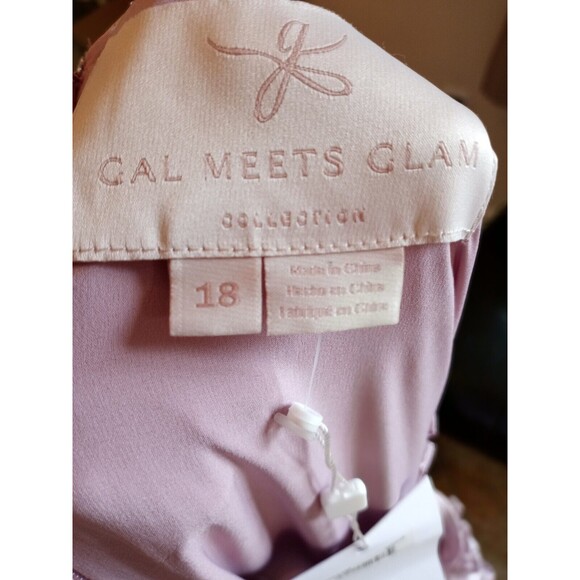 GAL MEETS GLAM
COLLECTION
18
Made in China
Hecho en China
Fabriqué en Chine